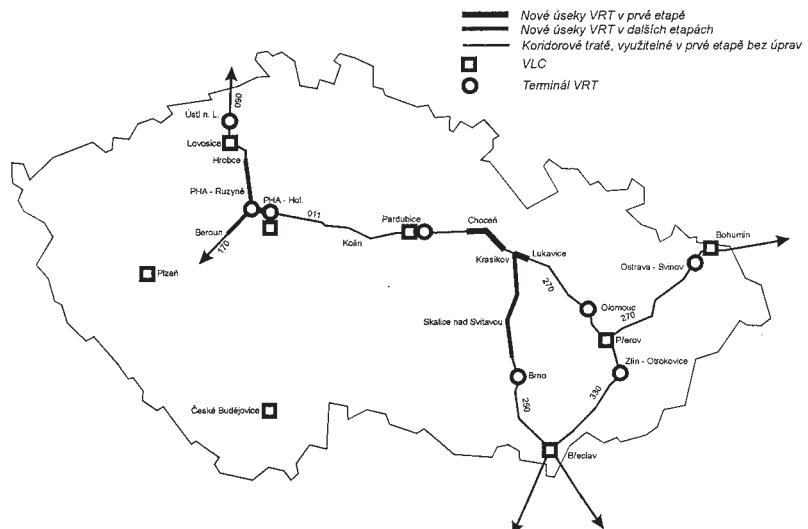 Nové úseky VRT v prvé etapě
Nové úseky VRT v dalších etapách
Koridorové tratě, využitelné v prvé etapě bez úprav
VLC
Terminál VRT
090
Ústí n. L.
Lovosice
Hrobce
PHA - Ruzyně
PHA - Hol.
011
Beroun
170
Kolín
Pardubice
Choceň
Krasíkov
Lukavice
Bohumín
Ostrava - Svinov
Plzeň
270
Olomouc
270
Skalice nad Svitavou
Přerov
Zlín - Otrokovice
Brno
330
250
České Budějovice
Břeclav